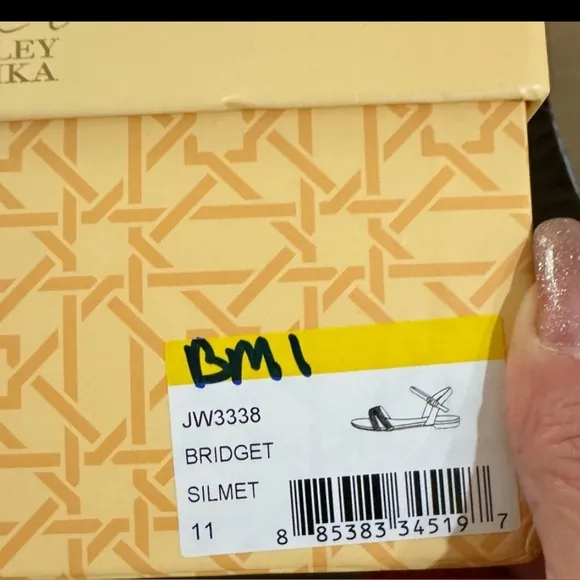 LEY
IKA
BM1
JW3338
BRIDGET
SILMET
11
8 85383 34519 7